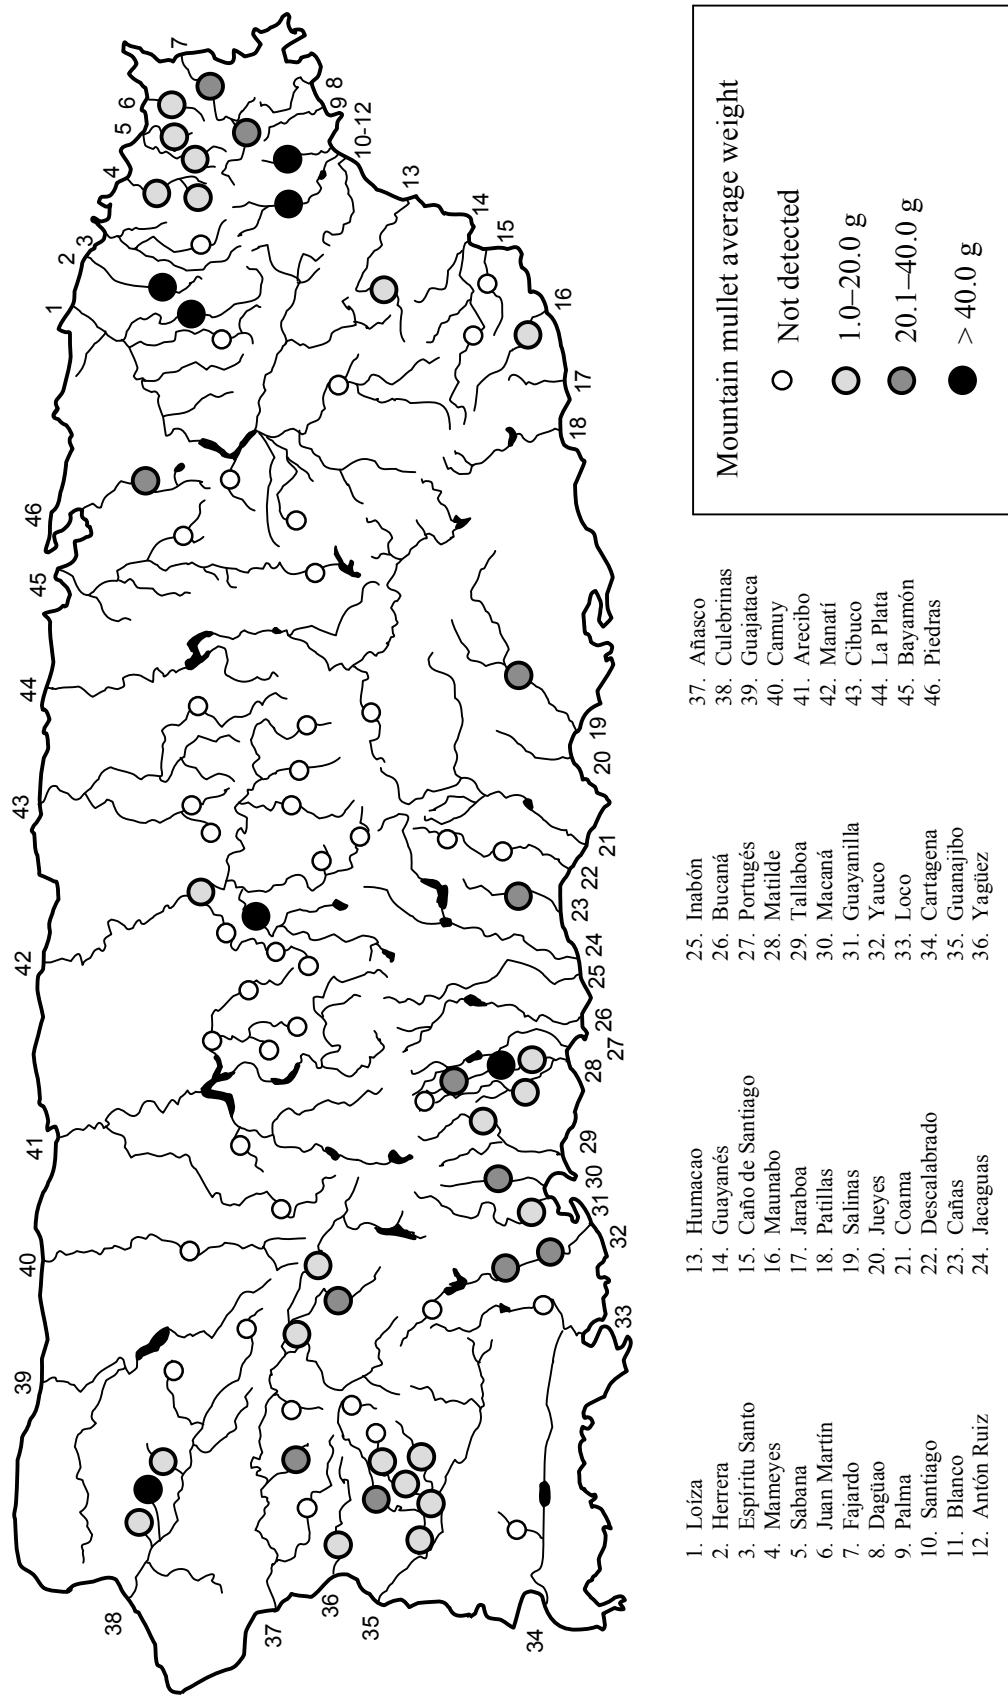 1
2
3
4
5
6
7
8
9
10-12
13
14
15
16
17
18
19
20
21
22
23
24
25
26
27
28
29
30
31
32
33
34
35
36
37
38
39
40
41
42
43
44
45
46
1. Loíza
2. Herrera
3. Espíritu Santo
4. Mameyes
5. Sabana
6. Juan Martín
7. Fajardo
8. Dagüao
9. Palma
10. Santiago
11. Blanco
12. Antón Ruiz
13. Humacao
14. Guayanés
15. Caño de Santiago
16. Maunabo
17. Jaraboa
18. Patillas
19. Salinas
20. Jueyes
21. Coama
22. Descalabrado
23. Cañas
24. Jacaguas
25. Inabón
26. Bucaná
27. Portugés
28. Matilde
29. Tallaboa
30. Macaná
31. Guayanilla
32. Yauco
33. Loco
34. Cartagena
35. Guanajibo
36. Yagüez
37. Añasco
38. Culebrinas
39. Guajataca
40. Camuy
41. Arecibo
42. Manatí
43. Cibuco
44. La Plata
45. Bayamón
46. Piedras
Mountain mullet average weight
Not detected
1.0–20.0 g
20.1–40.0 g
> 40.0 g